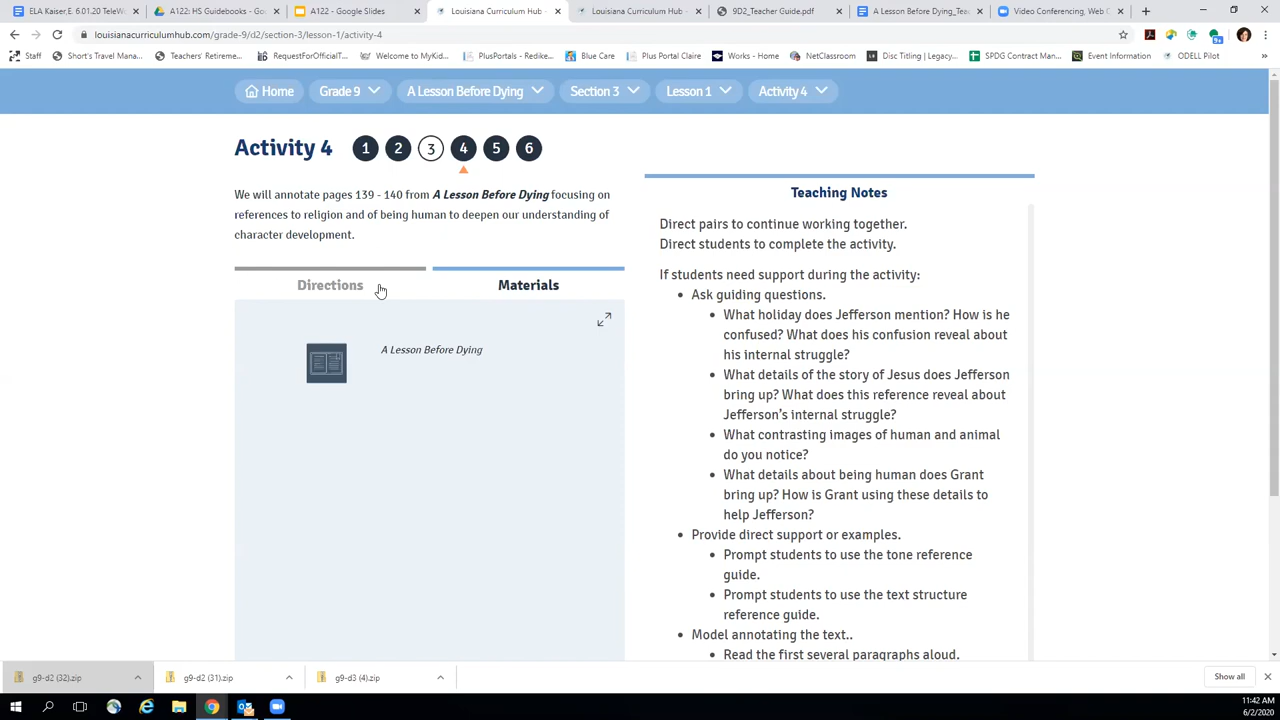 ELA Kaiser,E. 6.01.20 TeleW
A122: HS Guidebooks - Go
A122 - Google Slides
Louisiana Curriculum Hub -
Louisiana Curriculum Hub -
9D2_Teacher Guide.pdf
A Lesson Before Dying_Tea
Video Conferencing, Web C
louisianacurriculumhub.com/grade-9/d2/section-3/lesson-1/activity-4
Staff
Short's Travel Mana...
Teachers' Retireme...
RequestForOfficialT...
Welcome to MyKid...
PlusPortals - Redike...
Blue Care
Plus Portal Claire
Works - Home
NetClassroom
Disc Titling | Legacy...
SPDG Contract Man...
Event Information
ODELL Pilot
»
Home
Grade 9
A Lesson Before Dying
Section 3
Lesson 1
Activity 4
Activity 4
1 2 3 4 5 6
We will annotate pages 139 - 140 from A Lesson Before Dying focusing on
references to religion and of being human to deepen our understanding of
character development.
Directions
Materials
A Lesson Before Dying
Teaching Notes
Direct pairs to continue working together.
Direct students to complete the activity.
If students need support during the activity:
• Ask guiding questions.
• What holiday does Jefferson mention? How is he
confused? What does his confusion reveal about
his internal struggle?
• What details of the story of Jesus does Jefferson
bring up? What does this reference reveal about
Jefferson's internal struggle?
• What contrasting images of human and animal
do you notice?
• What details about being human does Grant
bring up? How is Grant using these details to
help Jefferson?
• Provide direct support or examples.
• Prompt students to use the tone reference
guide.
• Prompt students to use the text structure
reference guide.
• Model annotating the text..
• Read the first several paragraphs aloud.
g9-d2 (32).zip
g9-d2 (31).zip
g9-d3 (4).zip
Show all
11:42 AM
6/2/2020